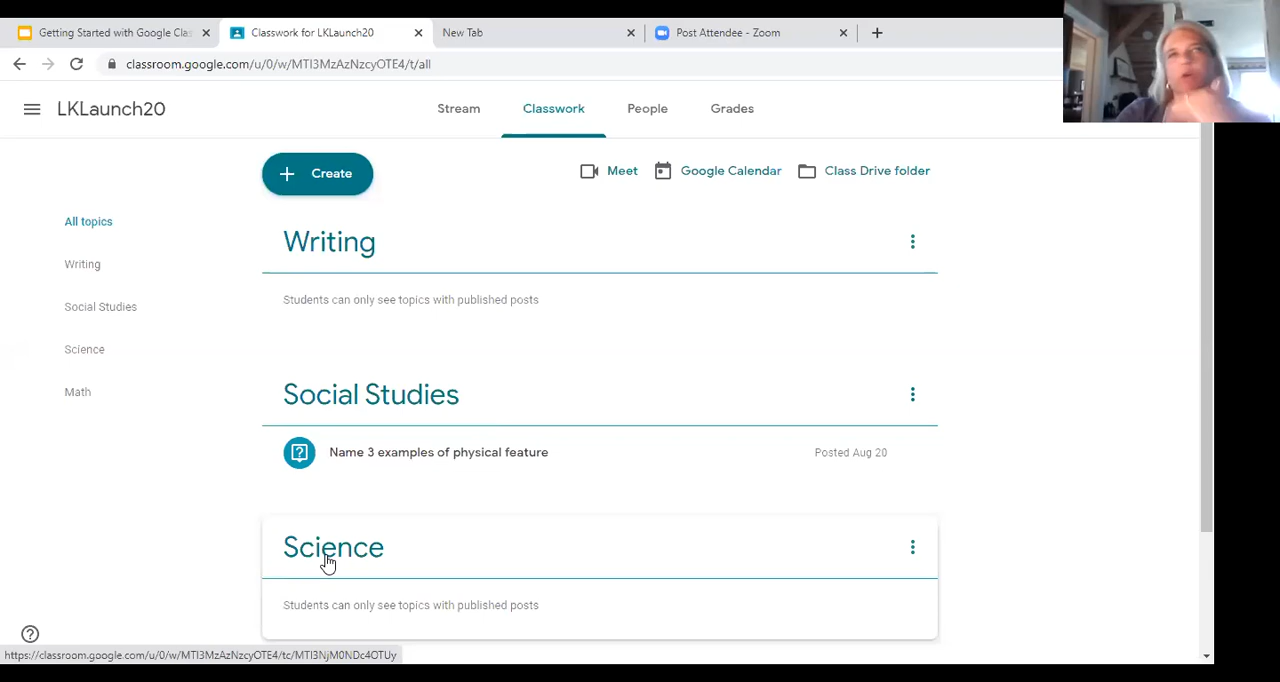 Getting Started with Google Clas
Classwork for LKLaunch20
New Tab
Post Attendee - Zoom
classroom.google.com/u/0/w/MTI3MzAzNzcyOTE4/t/all
LKLaunch20
Stream
Classwork
People
Grades
Create
Meet
Google Calendar
Class Drive folder
All topics
Writing
Social Studies
Science
Math
Writing
Students can only see topics with published posts
Social Studies
Name 3 examples of physical feature
Posted Aug 20
Science
Students can only see topics with published posts
https://classroom.google.com/u/0/w/MTI3MzAzNzcyOTE4/tc/MTI3NjM0NDc4OTUy